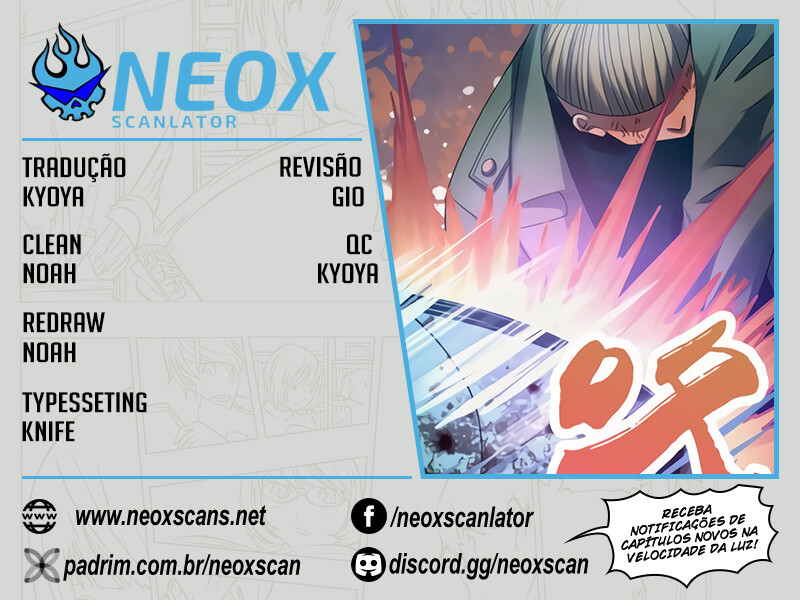 NEOX
SCANLATOR
TRADUÇÃO
KYOYA
REVISÃO
GIO
CLEAN
NOAH
QC
KYOYA
REDRAW
NOAH
TYPESSETING
KNIFE
www.neoxscans.net
/neoxscanlator
padrim.com.br/neoxscan
discord.gg/neoxscan
RECEBA
NOTIFICAÇÕES DE
CAPÍTULOS NOVOS NA
VELOCIDADE DA LUZ!